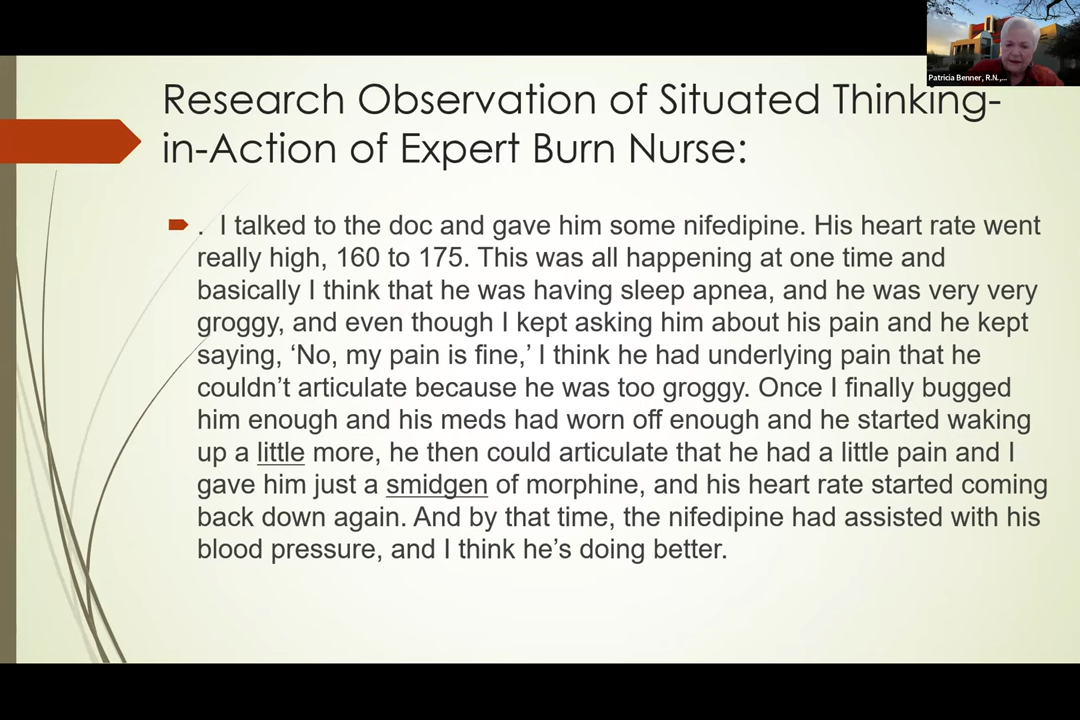 Patricia Benner, R.N.,...
Research Observation of Situated Thinking-
in-Action of Expert Burn Nurse:
. I talked to the doc and gave him some nifedipine. His heart rate went
really high, 160 to 175. This was all happening at one time and
basically I think that he was having sleep apnea, and he was very very
groggy, and even though I kept asking him about his pain and he kept
saying, ‘No, my pain is fine,’ I think he had underlying pain that he
couldn’t articulate because he was too groggy. Once I finally bugged
him enough and his meds had worn off enough and he started waking
up a little more, he then could articulate that he had a little pain and I
gave him just a smidgen of morphine, and his heart rate started coming
back down again. And by that time, the nifedipine had assisted with his
blood pressure, and I think he’s doing better.